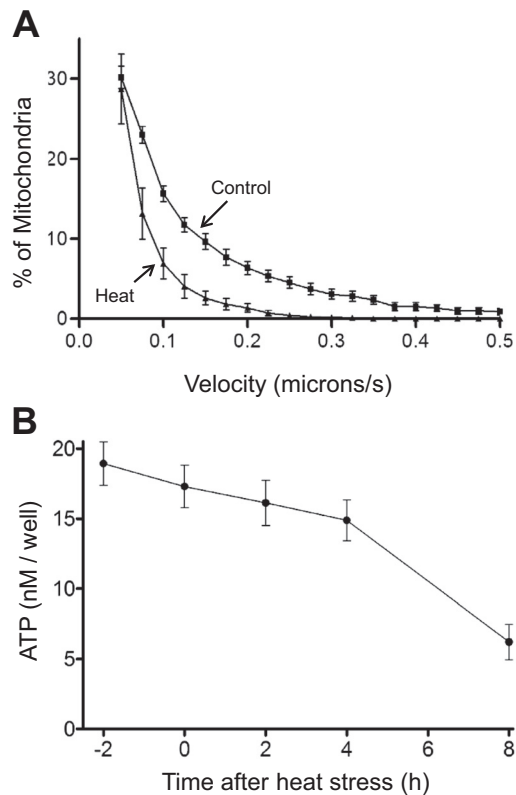 A
30
20
10
0
% of Mitochondria
Control
Heat
0.0 0.1 0.2 0.3 0.4 0.5
Velocity (microns/s)
B
20
15
10
5
0
ATP (nM / well)
-2 0 2 4 6 8
Time after heat stress (h)